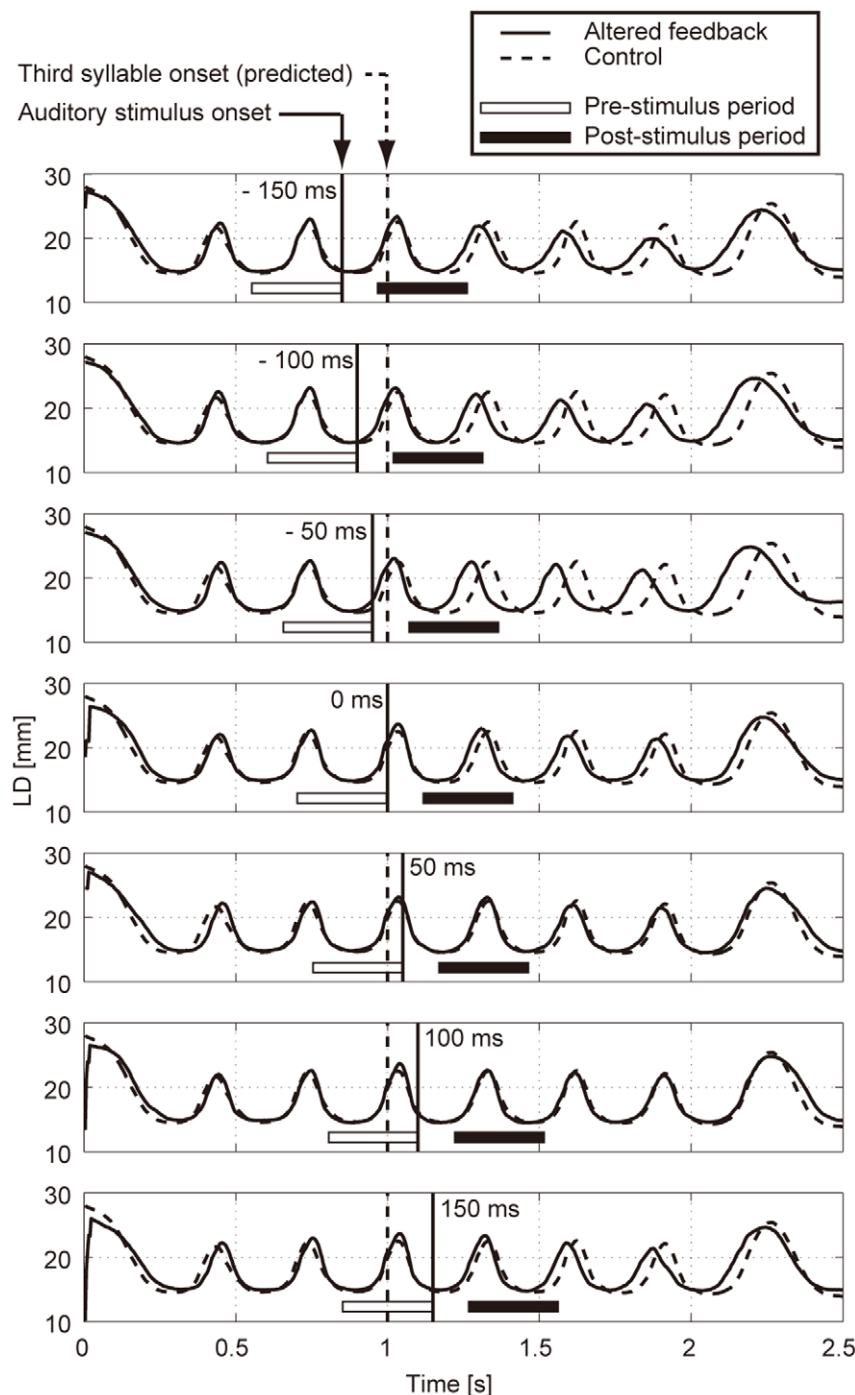 Altered feedback
Control
Pre-stimulus period
Post-stimulus period
Third syllable onset (predicted)
Auditory stimulus onset
30
20
10
- 150 ms
30
20
10
- 100 ms
30
20
10
- 50 ms
30
20
10
0 ms
LD [mm]
30
20
10
50 ms
30
20
10
100 ms
30
20
10
150 ms
0 0.5 1 1.5 2 2.5
Time [s]